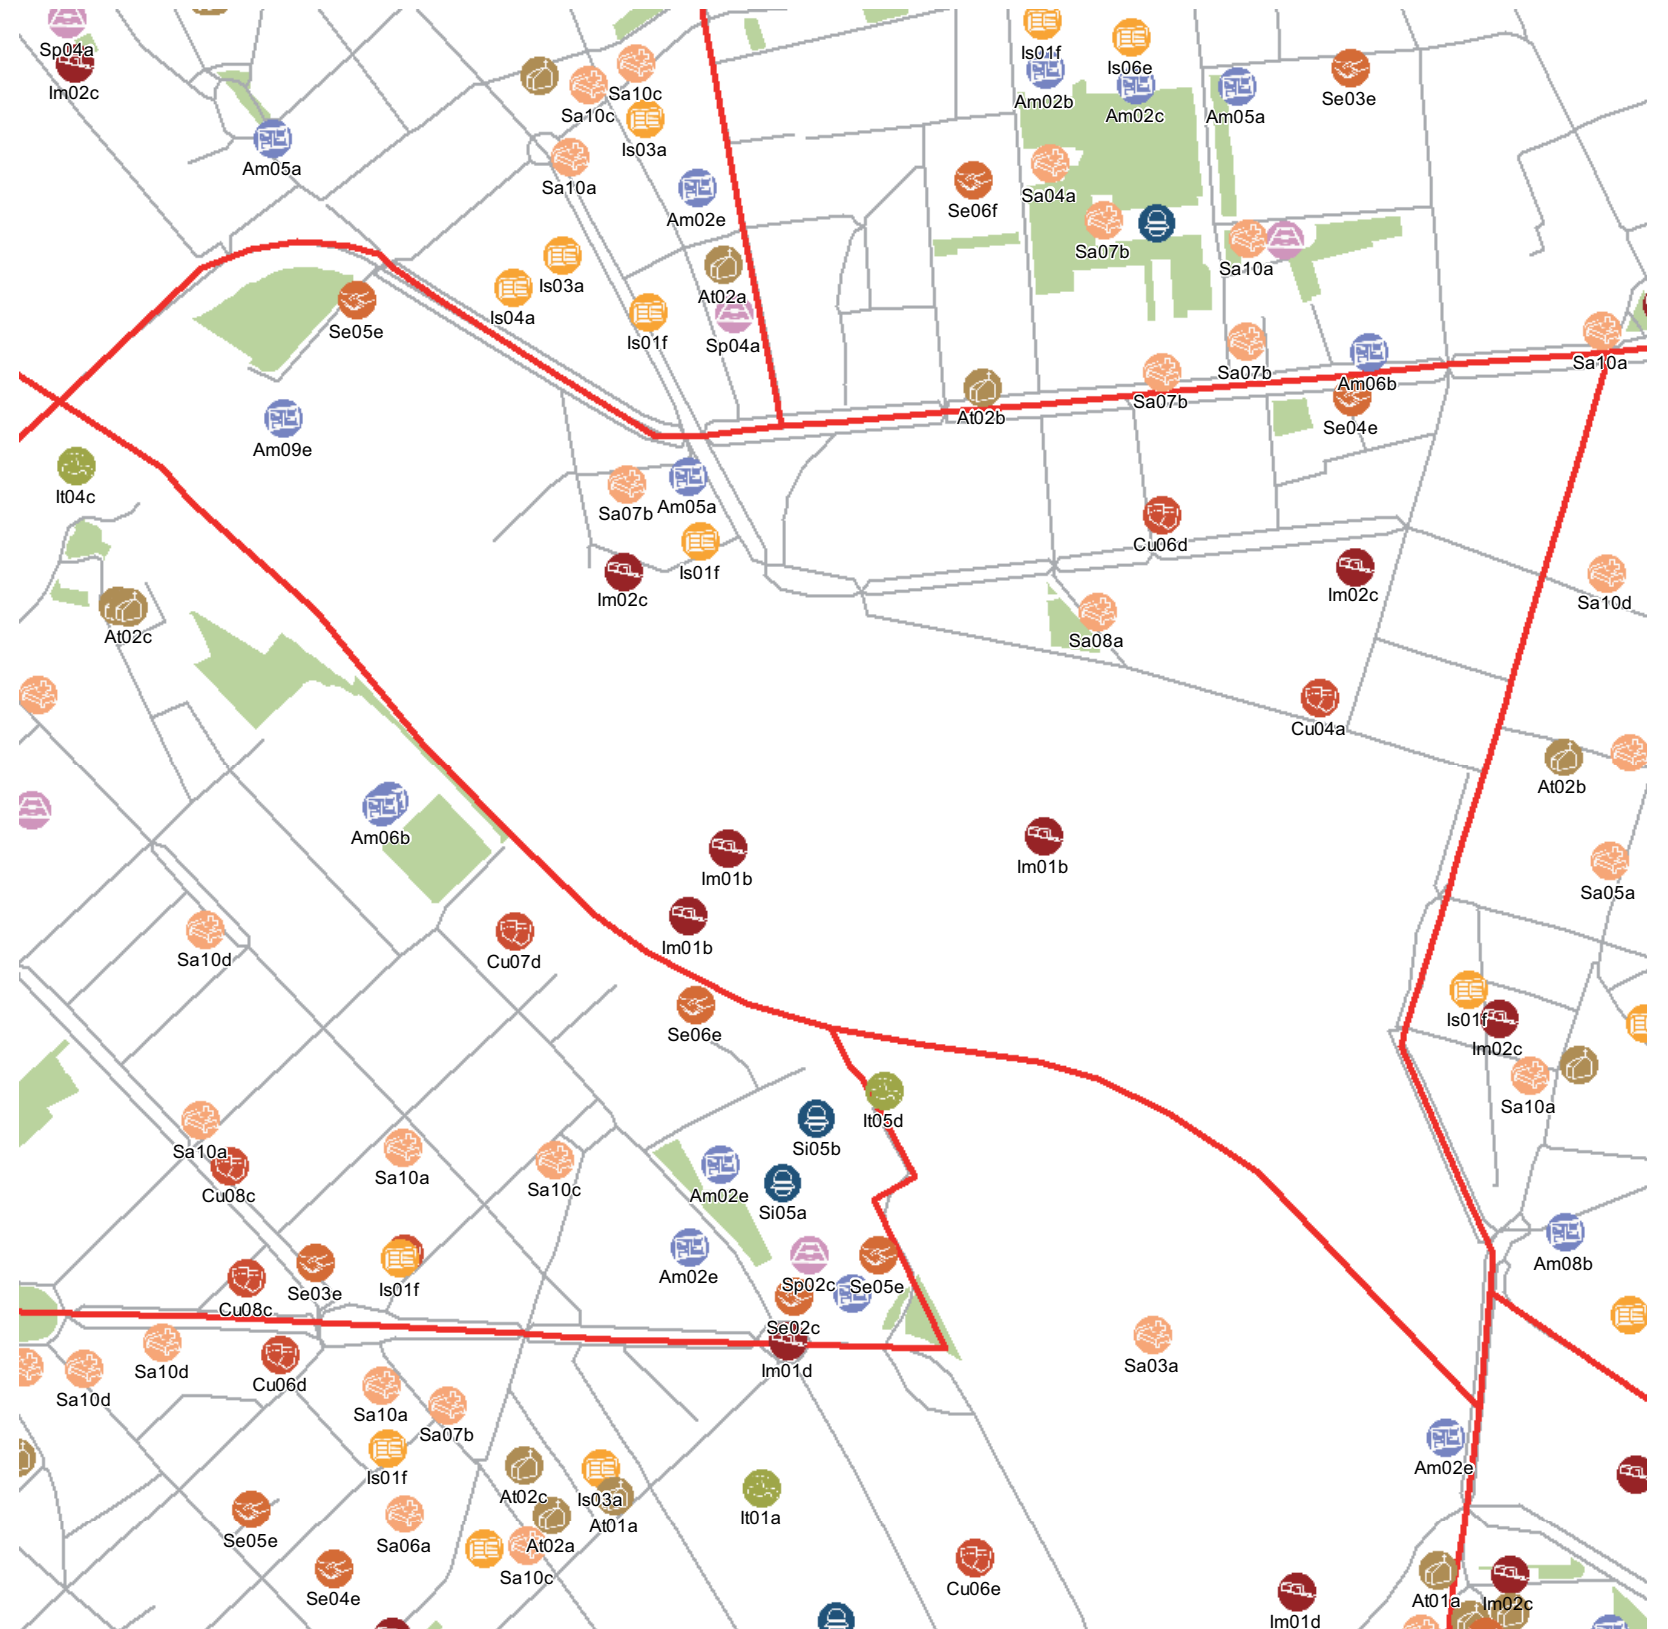 Sp04a
Im02c
Am05a
Sa10c
Sa10c
Is03a
Sa10a
Am02e
Is01f
Am02b
Is06e
Am02c
Am05a
Se03e
Se06f
Sa04a
Sa07b
Sa10a
Is03a
Is04a
At02a
Is01f
Sp04a
Se05e
Am09e
Sa07b
Sa07b
Am06b
Se04e
Sa10a
At02b
It04c
Sa07b
Am05a
Is01f
Im02c
Cu06d
Im02c
Sa10d
At02c
Sa08a
Cu04a
At02b
Am06b
Im01b
Im01b
Im01b
Sa05a
Sa10d
Cu07d
Se06e
Is01f
Im02c
Sa10a
It05d
Si05b
Sa10a
Cu08c
Sa10a
Sa10c
Am02e
Si05a
Am02e
Am08b
Cu08c
Se03e
Is01f
Sp02c
Se05e
Se02c
Im01d
Sa03a
Sa10d
Sa10d
Cu06d
Sa10a
Sa07b
Is01f
Am02e
At02c
Is03a
At01a
It01a
Se05e
Sa06a
At02a
Sa10c
Se04e
Cu06e
Im01d
At01a
Im02c